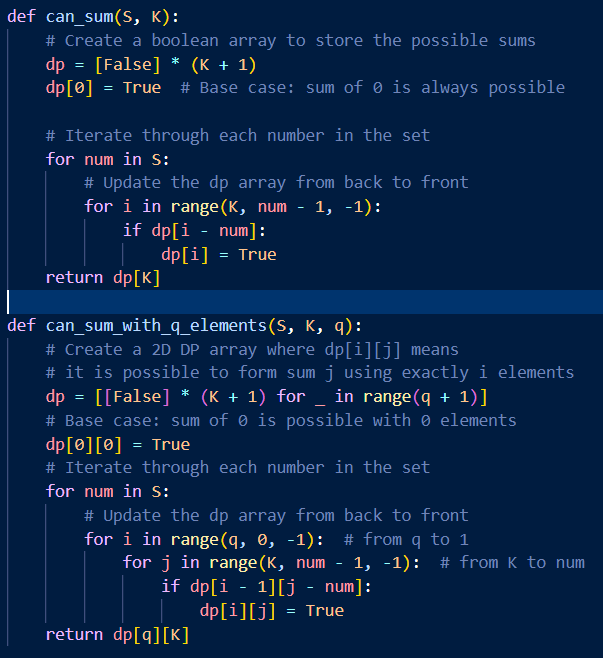 def can_sum(S, K):
    # Create a boolean array to store the possible sums
    dp = [False] * (K + 1)
    dp[0] = True  # Base case: sum of 0 is always possible

    # Iterate through each number in the set
    for num in S:
        # Update the dp array from back to front
        for i in range(K, num - 1, -1):
            if dp[i - num]:
                dp[i] = True
    return dp[K]

def can_sum_with_q_elements(S, K, q):
    # Create a 2D DP array where dp[i][j] means
    # it is possible to form sum j using exactly i elements
    dp = [[False] * (K + 1) for _ in range(q + 1)]
    # Base case: sum of 0 is possible with 0 elements
    dp[0][0] = True
    # Iterate through each number in the set
    for num in S:
        # Update the dp array from back to front
        for i in range(q, 0, -1):  # from q to 1
            for j in range(K, num - 1, -1):  # from K to num
                if dp[i - 1][j - num]:
                    dp[i][j] = True
    return dp[q][K]